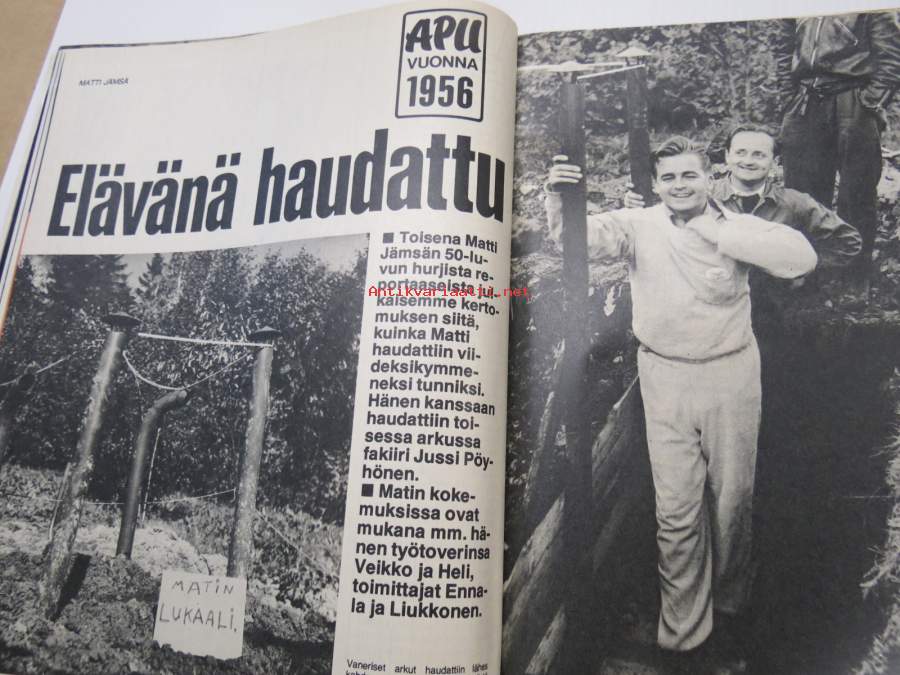 MATTI JÄMSÄ
APU
VUONNA
1956
Elävänä haudattu
■ Toisena Matti
Jämsän 50-lu-
vun hurjista re-
portaaseista jul-
kaisemme kerto-
muksen siitä,
kuinka Matti
haudattiin vii-
deksikymme-
neksi tunniksi.
Hänen kanssaan
haudattiin toi-
sessa arkussa
fakiiri Jussi Pöy-
hönen.
■ Matin koke-
muksissa ovat
mukana mm. hä-
nen työtoverinsa
Veikko ja Heli,
toimittajat Enna-
la ja Liukkonen.
Vaneriset arkut haudattiin lähes
MATIN
LUKAALI.
Antikvariaatti.net